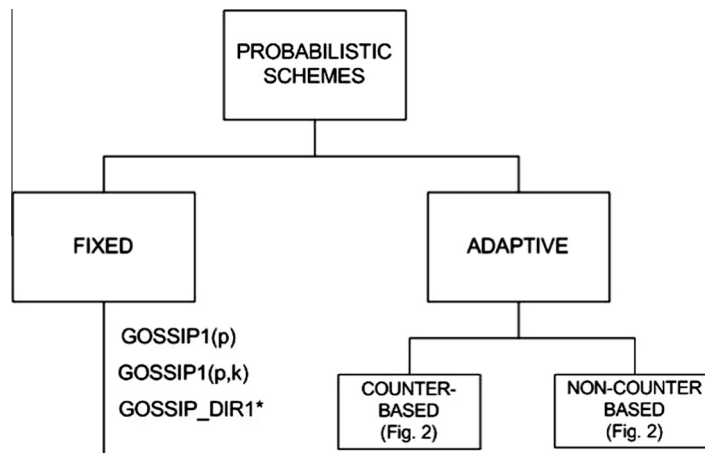 PROBABILISTIC
SCHEMES
FIXED
ADAPTIVE
GOSSIP1(p)
GOSSIP1(p,k)
GOSSIP_DIR1*
COUNTER-
BASED
(Fig. 2)
NON-COUNTER
BASED
(Fig. 2)